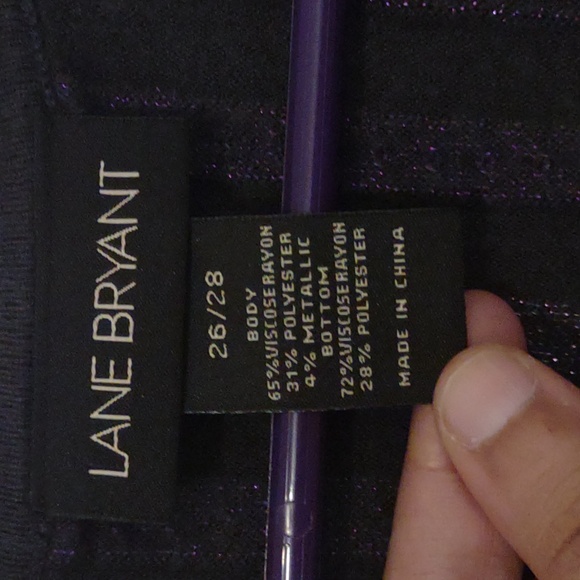 LANE BRYANT
26/28
BODY
65%VISCOSERAYON
31% POLYESTER
4% METALLIC
BOTTOM
72%VISCOSERAYON
28% POLYESTER
MADE IN CHINA